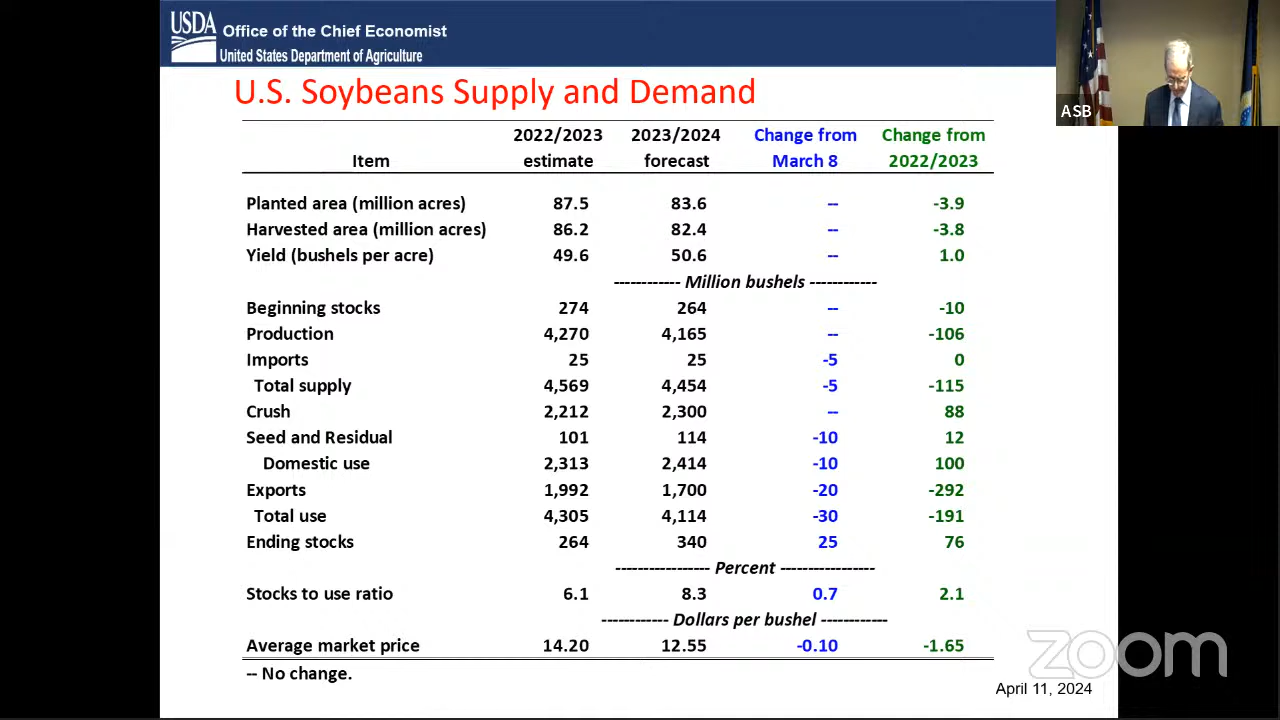 USDA Office of the Chief Economist
United States Department of Agriculture
ASB
U.S. Soybeans Supply and Demand
2022/2023 2023/2024 Change from Change from
Item estimate forecast March 8 2022/2023
Planted area (million acres) 87.5 83.6 -- -3.9
Harvested area (million acres) 86.2 82.4 -- -3.8
Yield (bushels per acre) 49.6 50.6 -- 1.0
------------ Million bushels ------------
Beginning stocks 274 264 -- -10
Production 4,270 4,165 -- -106
Imports 25 25 -5 0
Total supply 4,569 4,454 -5 -115
Crush 2,212 2,300 -- 88
Seed and Residual 101 114 -10 12
Domestic use 2,313 2,414 -10 100
Exports 1,992 1,700 -20 -292
Total use 4,305 4,114 -30 -191
Ending stocks 264 340 25 76
----------------- Percent -----------------
Stocks to use ratio 6.1 8.3 0.7 2.1
------------ Dollars per bushel ------------
Average market price 14.20 12.55 -0.10 -1.65
-- No change.
zoom
April 11, 2024